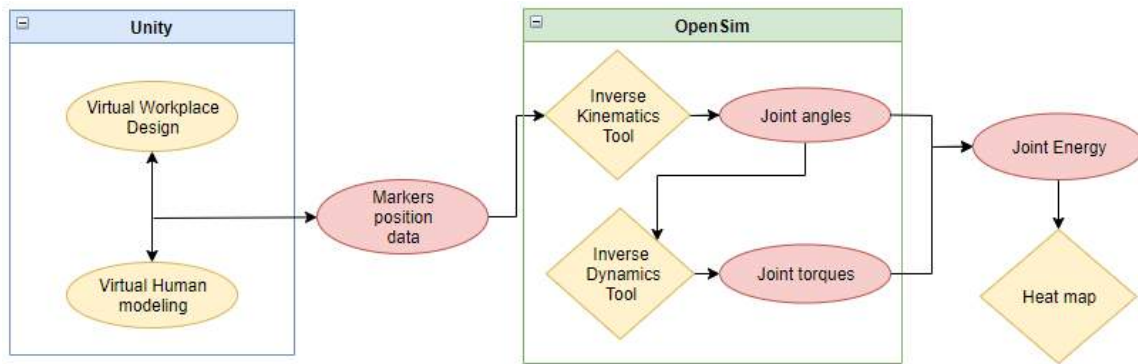 Unity
Virtual Workplace
Design
Virtual Human
modeling
Markers
position
data
OpenSim
Inverse
Kinematics
Tool
Joint angles
Inverse
Dynamics
Tool
Joint torques
Joint Energy
Heat map